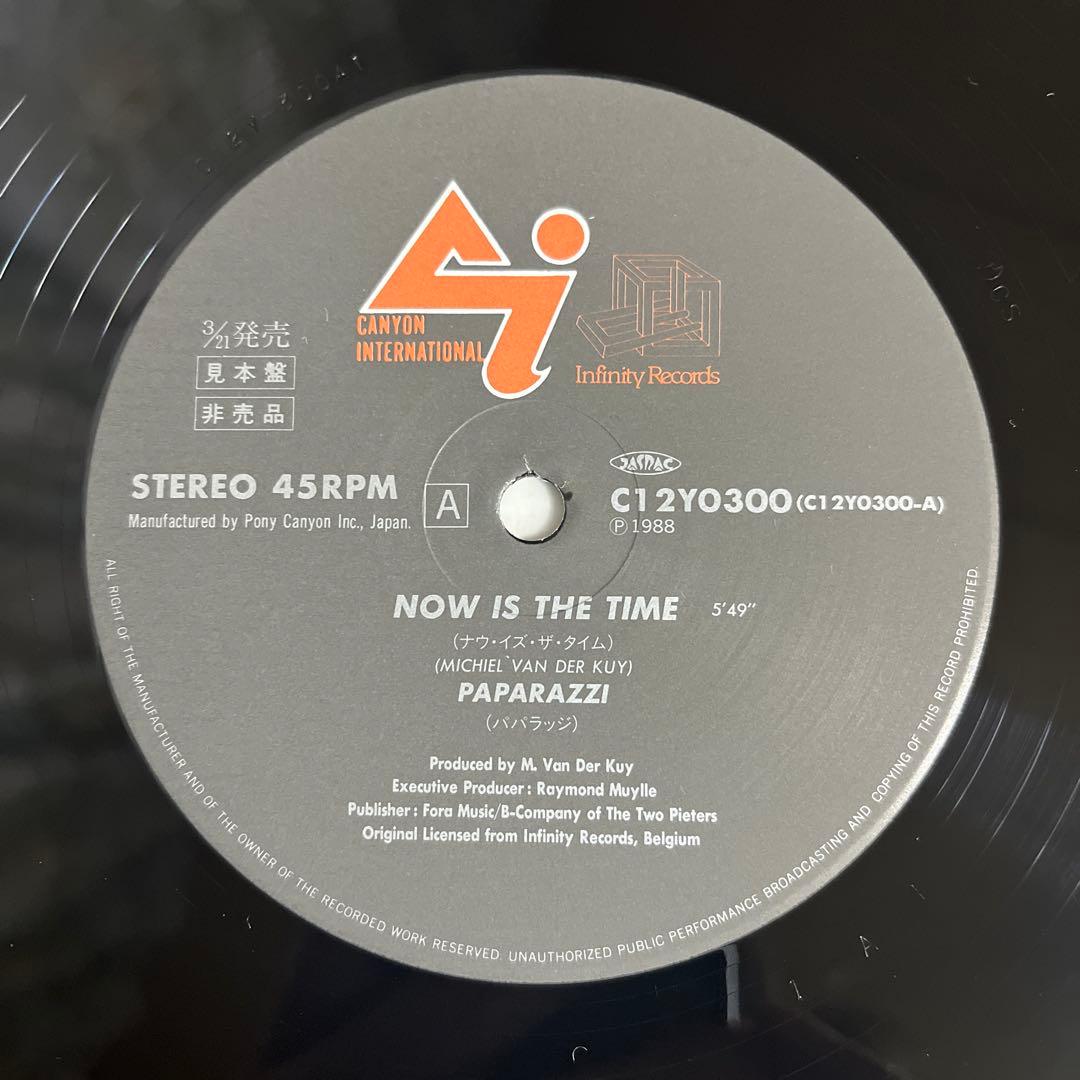 CANYON
INTERNATIONAL
Infinity Records
3/21発売
見本盤
非売品
STEREO 45RPM
Manufactured by Pony Canyon Inc., Japan.
A
JASRAC
C12Y0300 (C12Y0300-A)
Ⓟ 1988
NOW IS THE TIME 5'49"
(ナウ・イズ・ザ・タイム)
(MICHIEL VAN DER KUY)
PAPARAZZI
(パパラッジ)
Produced by M. Van Der Kuy
Executive Producer: Raymond Muylle
Publisher: Fora Music/B-Company of The Two Pieters
Original Licensed from Infinity Records, Belgium
ALL RIGHT OF THE MANUFACTURER AND OF THE OWNER OF THE RECORDED WORK RESERVED. UNAUTHORIZED PUBLIC PERFORMANCE BROADCASTING AND COPYING OF THIS RECORD PROHIBITED.
A